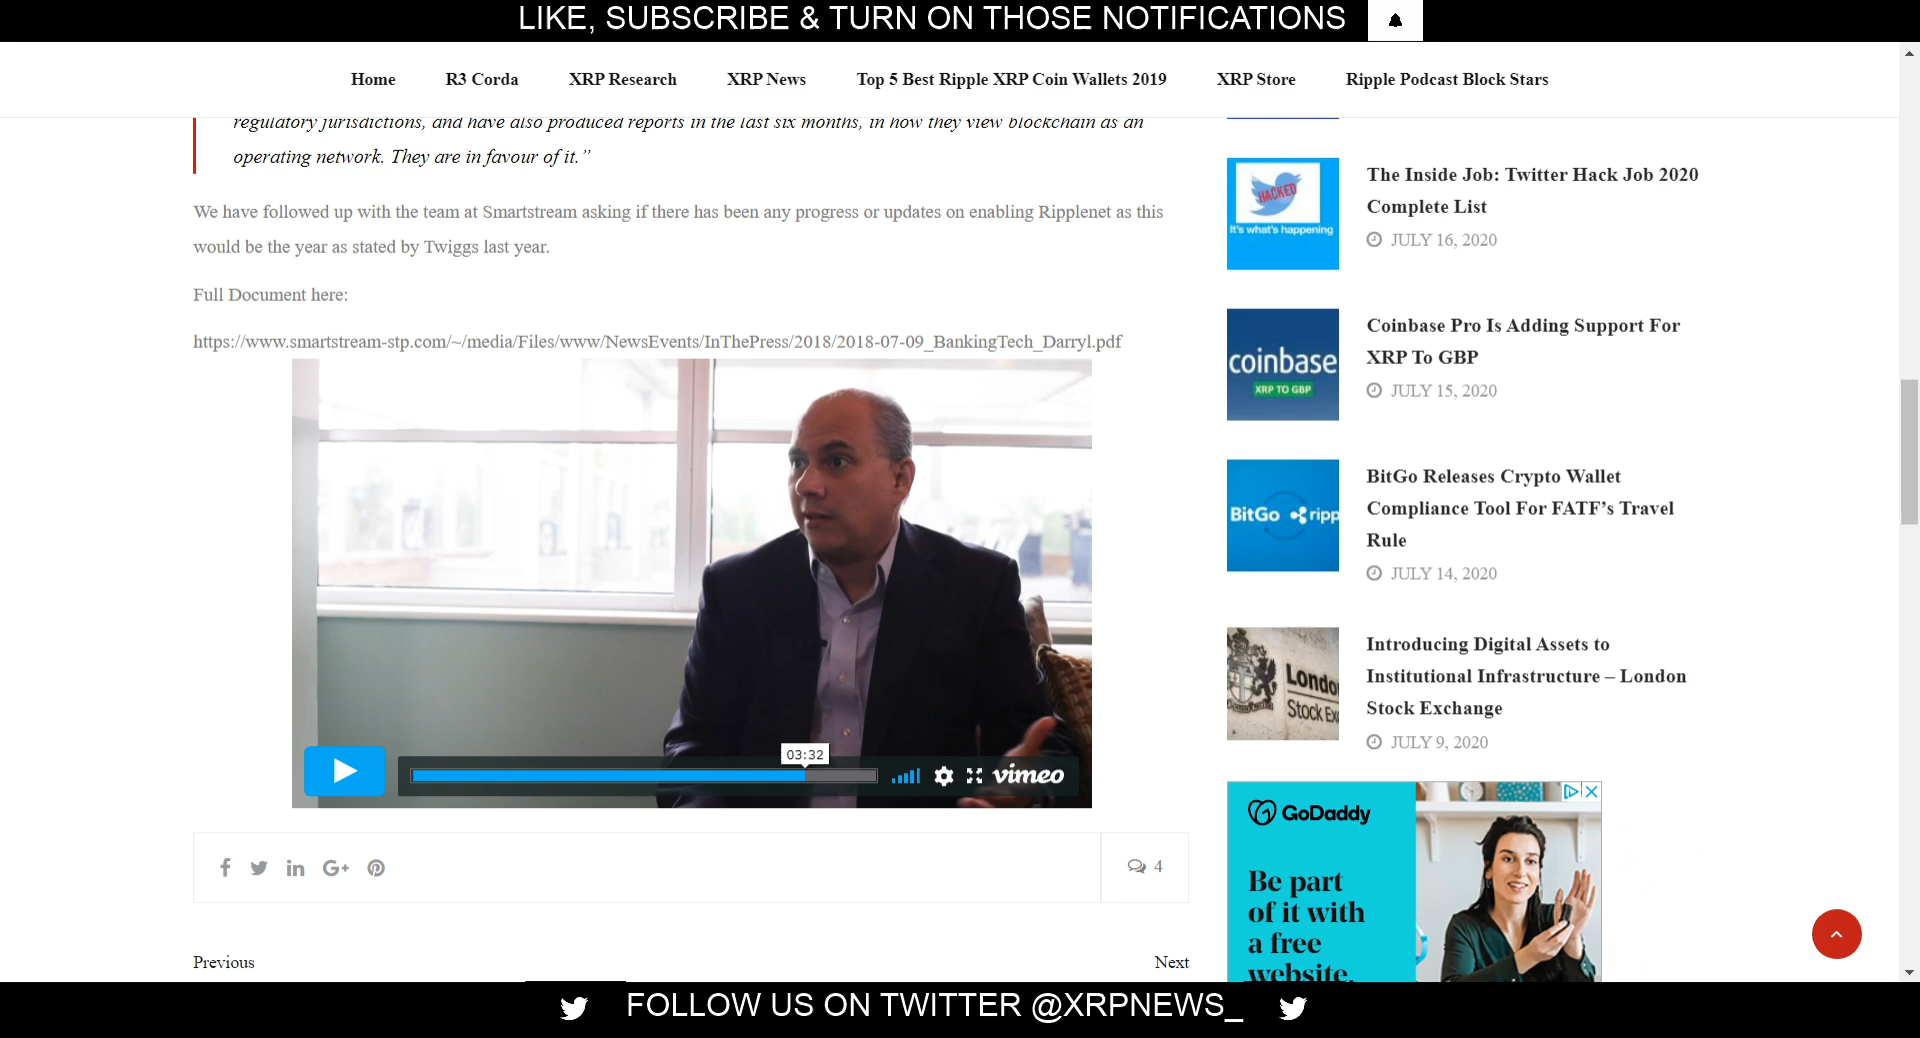 LIKE, SUBSCRIBE & TURN ON THOSE NOTIFICATIONS
Home
R3 Corda
XRP Research
XRP News
Top 5 Best Ripple XRP Coin Wallets 2019
XRP Store
Ripple Podcast Block Stars
regulatory jurisdictions, and have also produced reports in the last six months, in how they view blockchain as an
operating network. They are in favour of it.”
We have followed up with the team at Smartstream asking if there has been any progress or updates on enabling Ripplenet as this
would be the year as stated by Twiggs last year.
Full Document here:
https://www.smartstream-stp.com/~/media/Files/www/NewsEvents/InThePress/2018/2018-07-09_BankingTech_Darryl.pdf
03:32
vimeo
4
Previous
Next
HACKED
It's what's happening
The Inside Job: Twitter Hack Job 2020
Complete List
JULY 16, 2020
coinbase
XRP TO GBP
Coinbase Pro Is Adding Support For
XRP To GBP
JULY 15, 2020
BitGo ripp
BitGo Releases Crypto Wallet
Compliance Tool For FATF’s Travel
Rule
JULY 14, 2020
Londo
Stock Ex
Introducing Digital Assets to
Institutional Infrastructure – London
Stock Exchange
JULY 9, 2020
GoDaddy
Be part
of it with
a free
website.
FOLLOW US ON TWITTER @XRPNEWS_